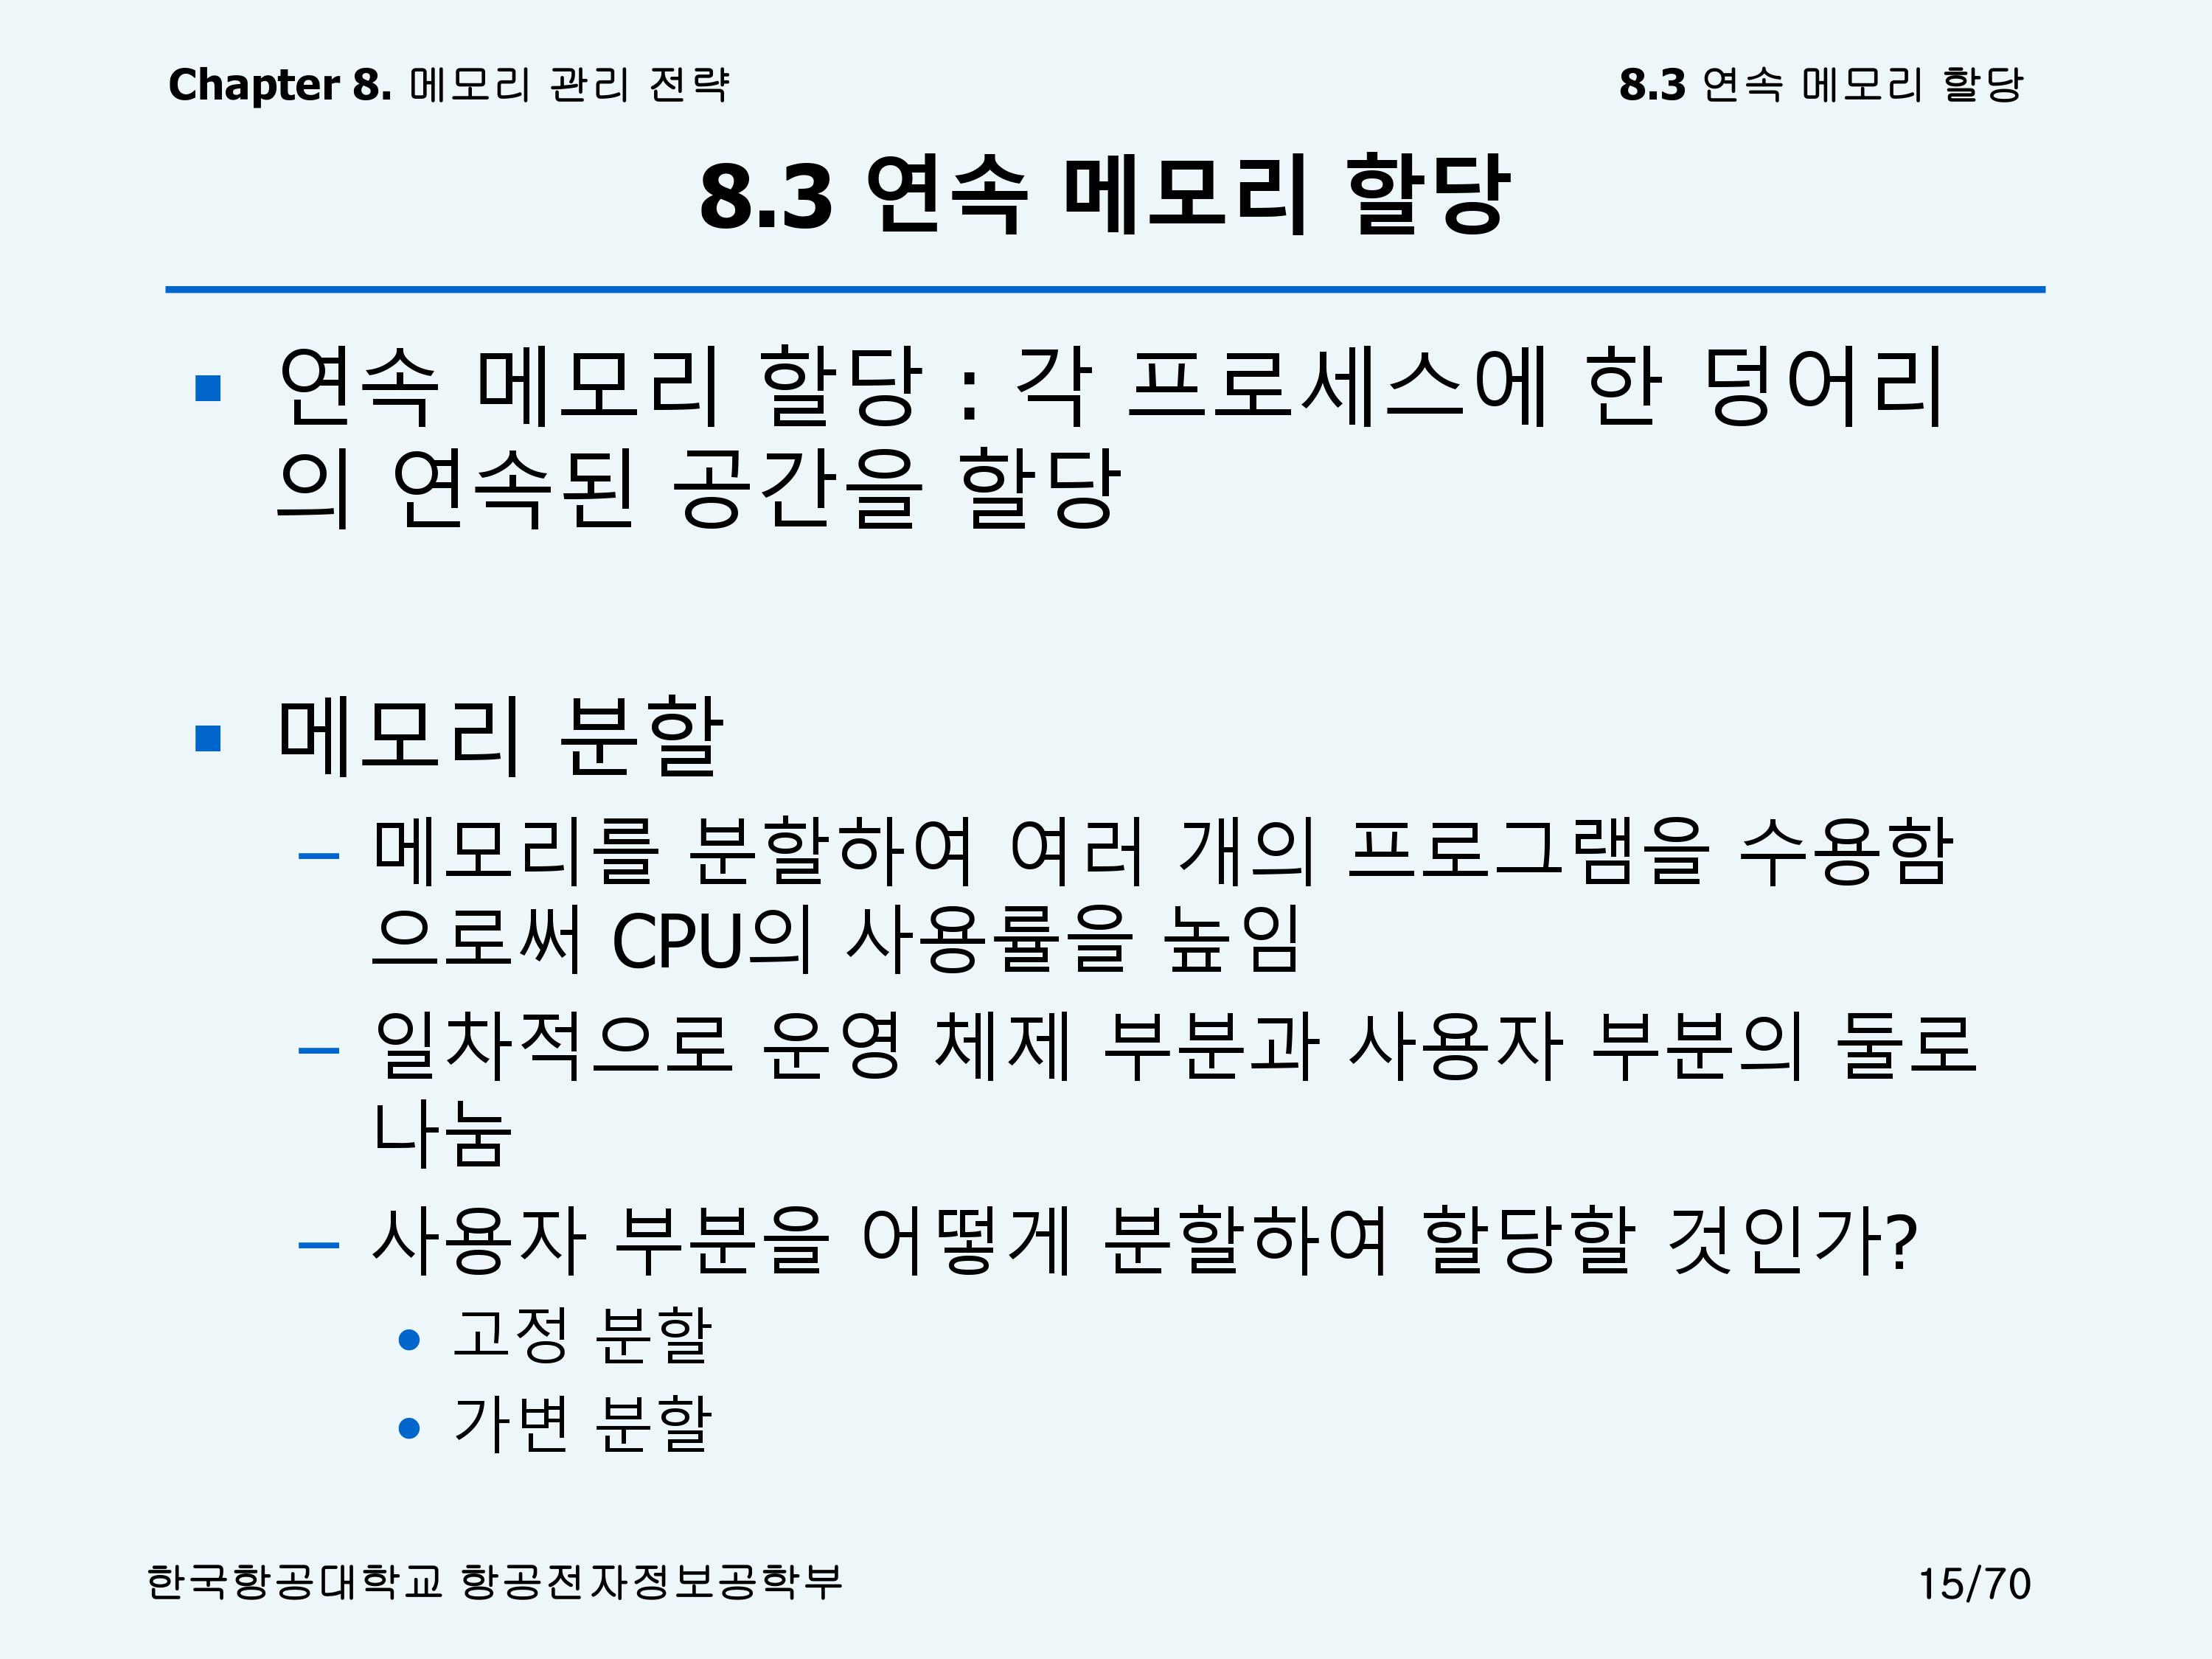 Chapter 8. 메모리 관리 전략
8.3 연속 메모리 할당
8.3 연속 메모리 할당
▪ 연속 메모리 할당 : 각 프로세스에 한 덩어리
의 연속된 공간을 할당
▪ 메모리 분할
– 메모리를 분할하여 여러 개의 프로그램을 수용함
으로써 CPU의 사용률을 높임
– 일차적으로 운영 체제 부분과 사용자 부분의 둘로
나눔
– 사용자 부분을 어떻게 분할하여 할당할 것인가?
• 고정 분할
• 가변 분할
한국항공대학교 항공전자정보공학부
15/70